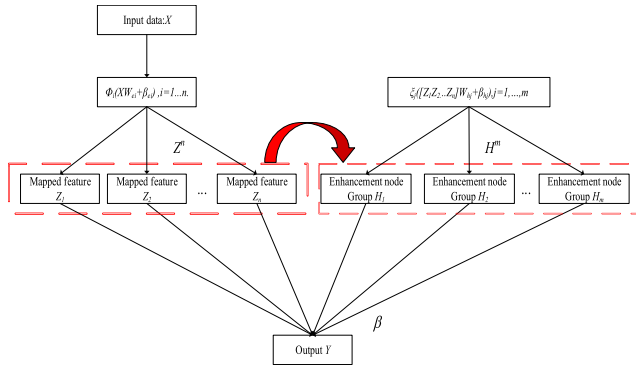 Input data:X
Φi(XWei+βei) ,i=1...n.
ξj([Z1Z2...Zn]Whj+βhj),j=1,...,m
Zn
Hm
Mapped feature
Z1
Mapped feature
Z2
...
Mapped feature
Zn
Enhancement node
Group H1
Enhancement node
Group H2
...
Enhancement node
Group Hm
β
Output Y